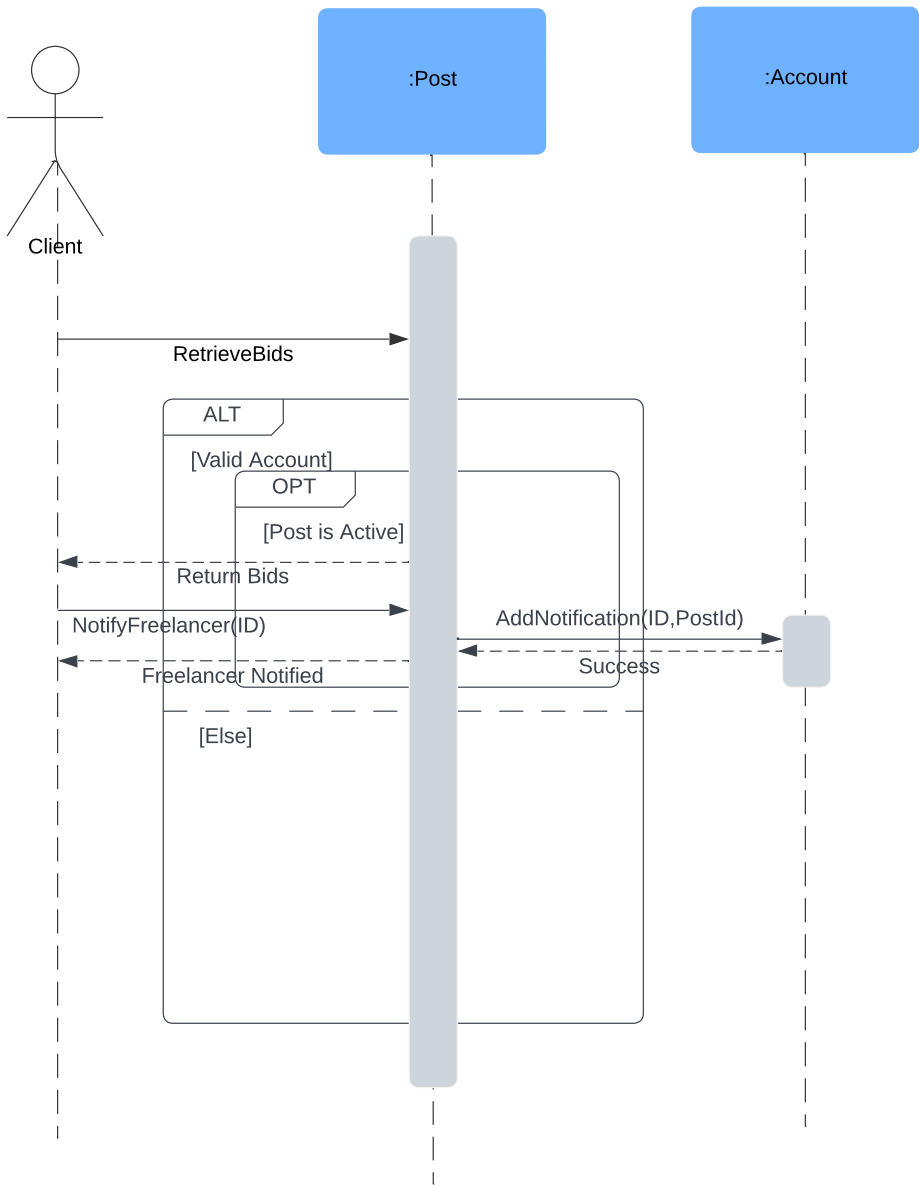 :Post
:Account
Client
RetrieveBids
ALT
[Valid Account]
OPT
[Post is Active]
Return Bids
NotifyFreelancer(ID)
AddNotification(ID,PostId)
Success
Freelancer Notified
[Else]